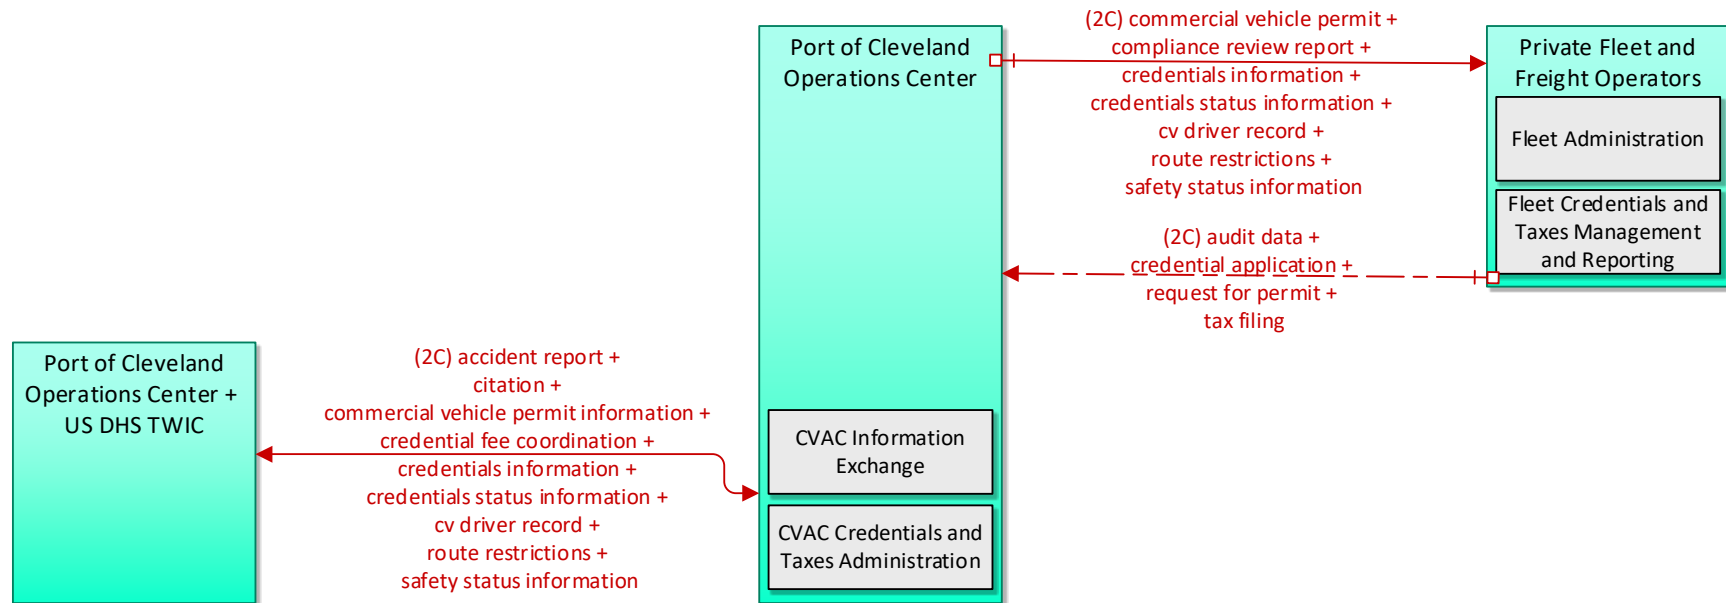 Port of Cleveland
Operations Center +
US DHS TWIC
(2C) accident report +
citation +
commercial vehicle permit information +
credential fee coordination +
credentials information +
credentials status information +
cv driver record +
route restrictions +
safety status information
Port of Cleveland
Operations Center
CVAC Information
Exchange
CVAC Credentials and
Taxes Administration
(2C) commercial vehicle permit +
compliance review report +
credentials information +
credentials status information +
cv driver record +
route restrictions +
safety status information
(2C) audit data +
credential application +
request for permit +
tax filing
Private Fleet and
Freight Operators
Fleet Administration
Fleet Credentials and
Taxes Management
and Reporting